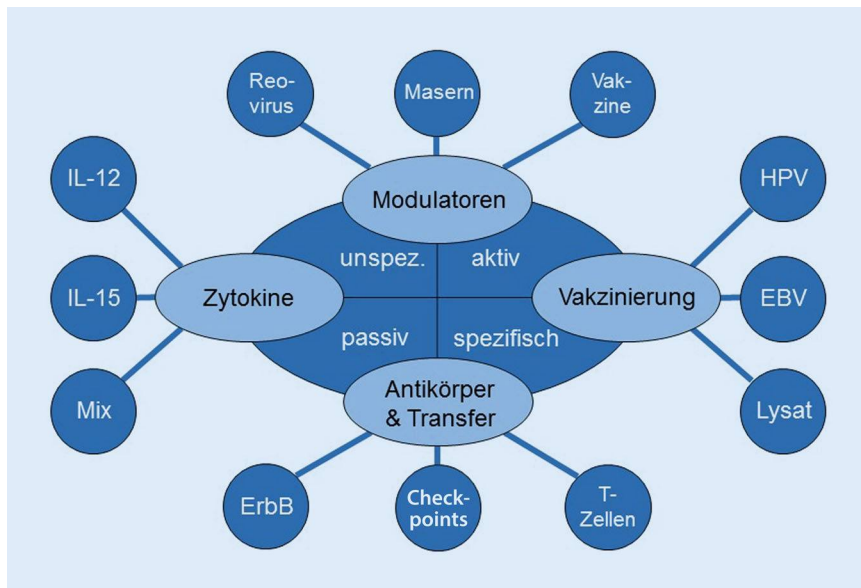 Reo-
virus
Masern
Vak-
zine
IL-12
Modulatoren
HPV
unspez.
aktiv
IL-15
Zytokine
Vakzinierung
EBV
passiv
spezifisch
Mix
Antikörper
& Transfer
Lysat
ErbB
Check-
points
T-
Zellen